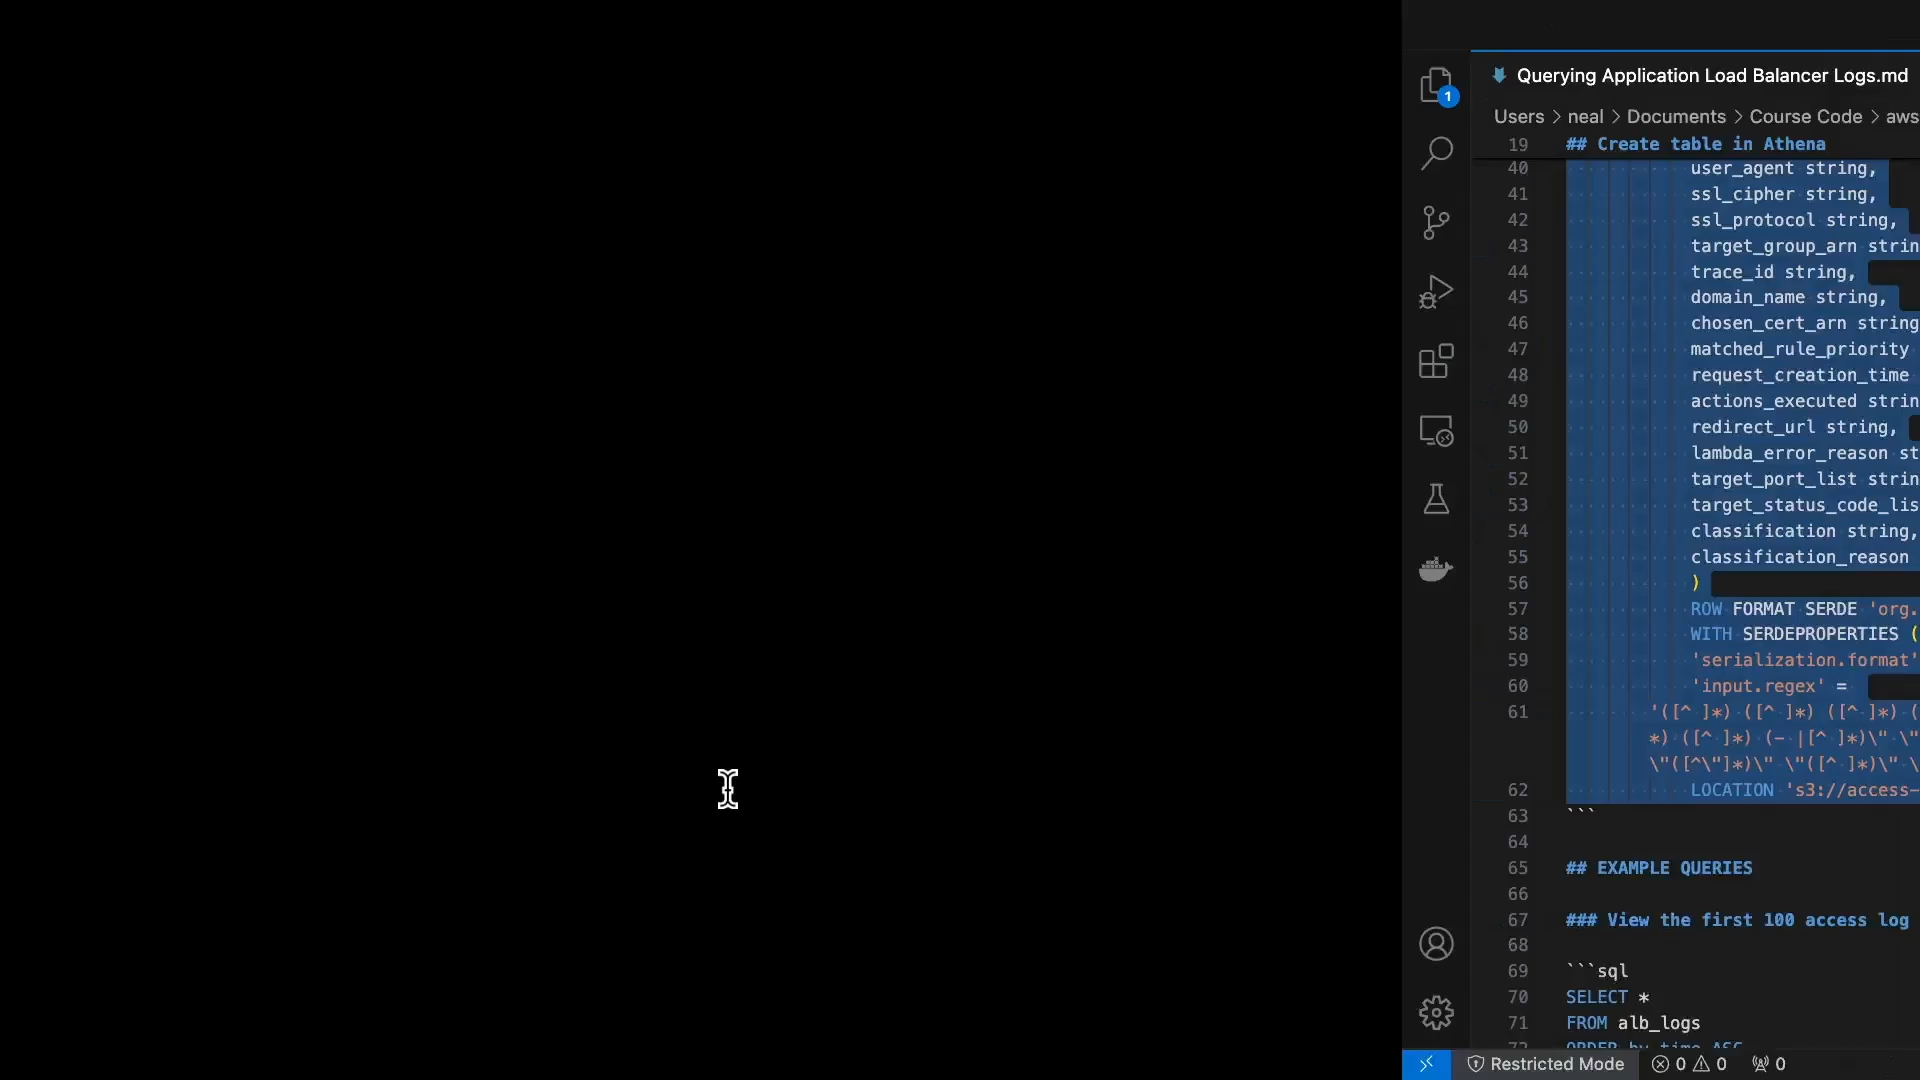 Querying Application Load Balancer Logs.md
1
Users > neal > Documents > Course Code > aws
19 ## Create table in Athena
40 user_agent string,
41 ssl_cipher string,
42 ssl_protocol string,
43 target_group_arn strin
44 trace_id string,
45 domain_name string,
46 chosen_cert_arn string
47 matched_rule_priority
48 request_creation_time
49 actions_executed strin
50 redirect_url string,
51 lambda_error_reason st
52 target_port_list strin
53 target_status_code_lis
54 classification string,
55 classification_reason
56 )
57 ROW FORMAT SERDE 'org.
58 WITH SERDEPROPERTIES (
59 'serialization.format'
60 'input.regex' =
61 '([^ ]*) ([^ ]*) ([^ ]*) (
*) ([^ ]*) (- |[^ ]*)\" \"
\"([^\"]*)\" \"([^ ]*)\" \
62 LOCATION 's3://access-
63 ```
64
65 ## EXAMPLE QUERIES
66
67 ### View the first 100 access log
68
69 ```sql
70 SELECT *
71 FROM alb_logs
72 ORDER by time ASC
Restricted Mode 0 0 0